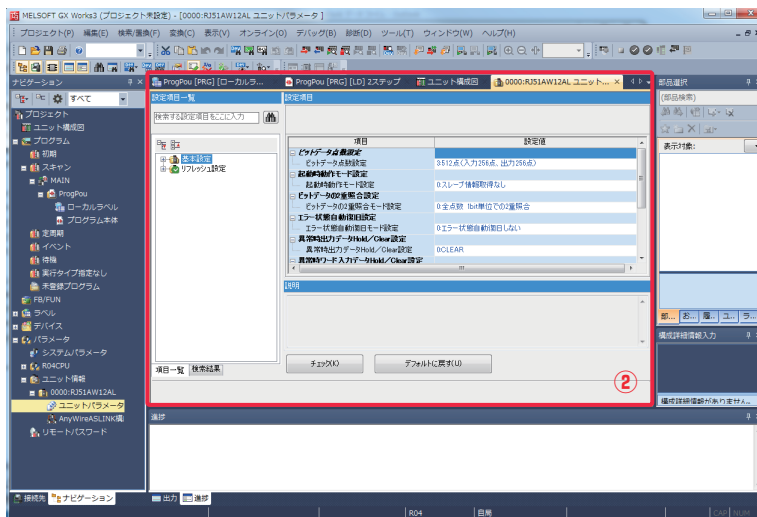 MELSOFT GX Works3 (プロジェクト未設定) - [0000:RJ51AW12AL ユニットパラメータ ]
プロジェクト(P) 編集(E) 検索/置換(F) 変換(C) 表示(V) オンライン(O) デバッグ(B) 診断(D) ツール(T) ウィンドウ(W) ヘルプ(H)
ナビゲーション
すべて
プロジェクト
ユニット構成図
プログラム
初期
スキャン
MAIN
ProgPou
ローカルラベル
プログラム本体
定周期
イベント
待機
実行タイプ指定なし
未登録プログラム
FB/FUN
ラベル
デバイス
パラメータ
システムパラメータ
R04CPU
ユニット情報
0000:RJ51AW12AL
ユニットパラメータ
AnyWireASLINK構
リモートパスワード
接続先 ナビゲーション
ProgPou [PRG] [ローカルラ... ProgPou [PRG] [LD] 2ステップ ユニット構成図 0000:RJ51AW12AL ユニット...
設定項目一覧
検索する設定項目をここに入力
基本設定
リフレッシュ設定
項目一覧 検索結果
設定項目
項目 設定値
ビットデータ点数設定
ビットデータ点数設定 3:512点(入力256点、出力256点)
起動時動作モード設定
起動時動作モード設定 0:スレーブ情報取得なし
ビットデータの2重照合設定
ビットデータの2重照合モード設定 0:全点数 1bit単位での2重照合
エラー状態自動復旧設定
エラー状態自動復旧モード設定 0:エラー状態自動復旧しない
異常時出力データHold/Clear設定
異常時出力データHold/Clear設定 0:CLEAR
異常時ワード入力データHold/Clear設定
説明
チェック(K) デフォルトに戻す(U)
②
進捗
出力 進捗
部品選択
(部品検索)
表示対象:
部... お... 履... ユ... ラ...
構成詳細情報入力
構成詳細情報がありません。
R04 自局 CAP NUM